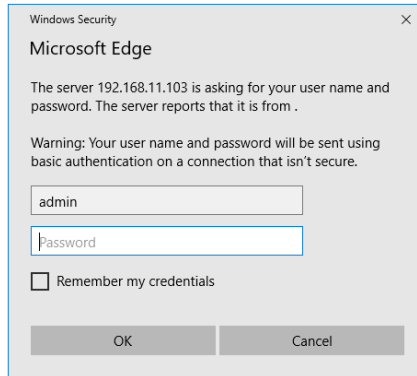 Windows Security
Microsoft Edge
The server 192.168.11.103 is asking for your user name and
password. The server reports that it is from .
Warning: Your user name and password will be sent using
basic authentication on a connection that isn't secure.
admin
Password
Remember my credentials
OK
Cancel